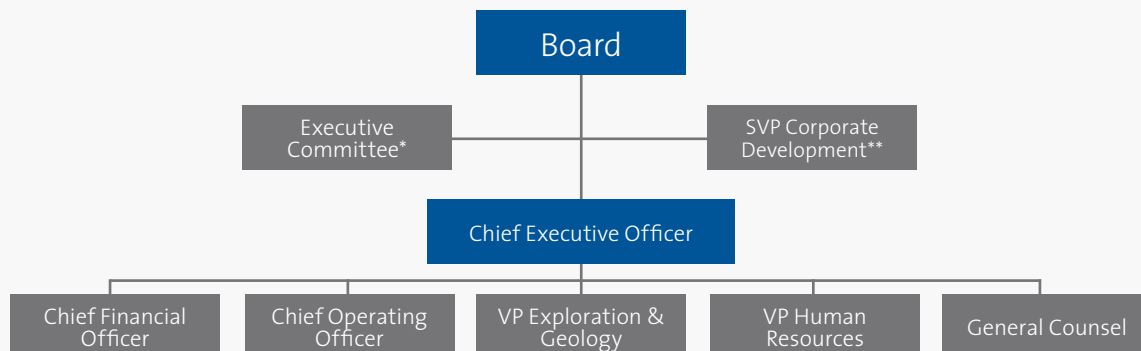 Board
Executive
Committee*
SVP Corporate
Development**
Chief Executive Officer
Chief Financial
Officer
Chief Operating
Officer
VP Exploration &
Geology
VP Human
Resources
General Counsel